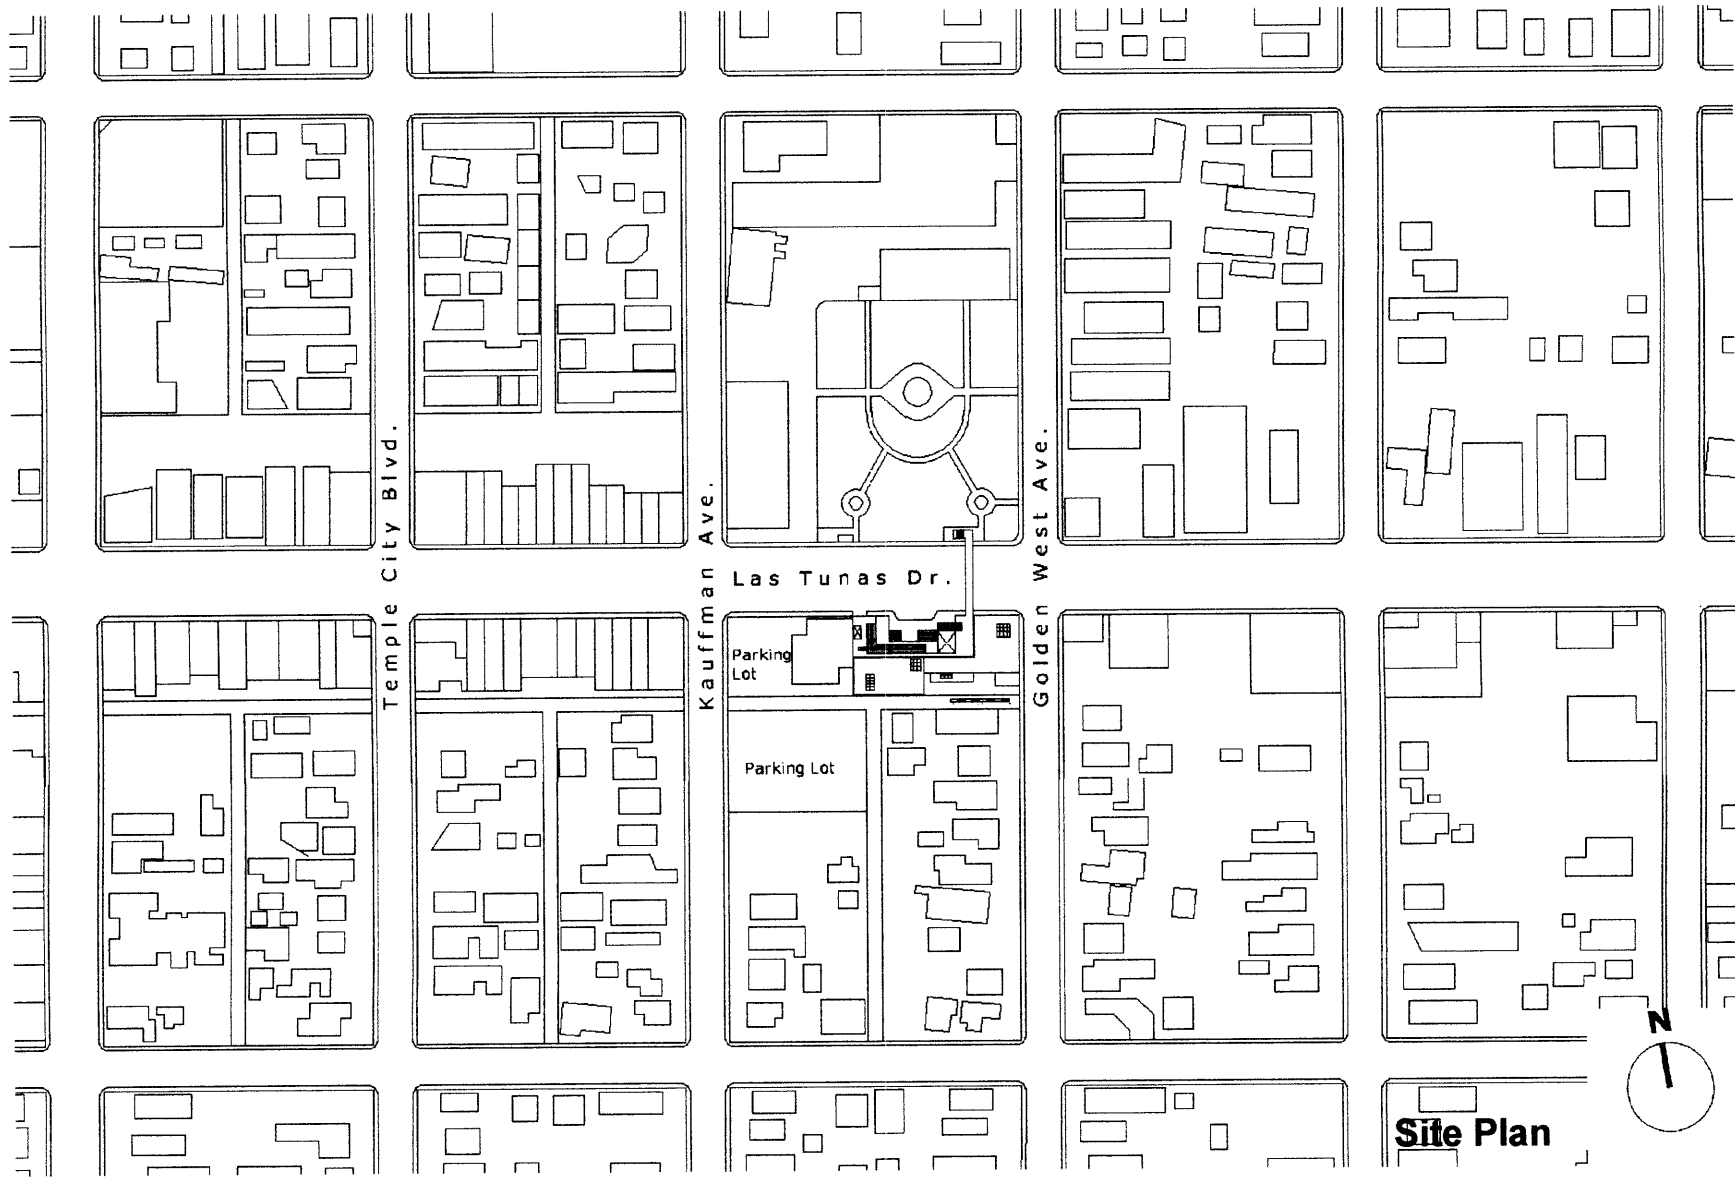 Temple City Blvd.
Kauffman Ave.
Las Tunas Dr.
Golden West Ave.
Parking
Lot
Parking Lot
N
Site Plan